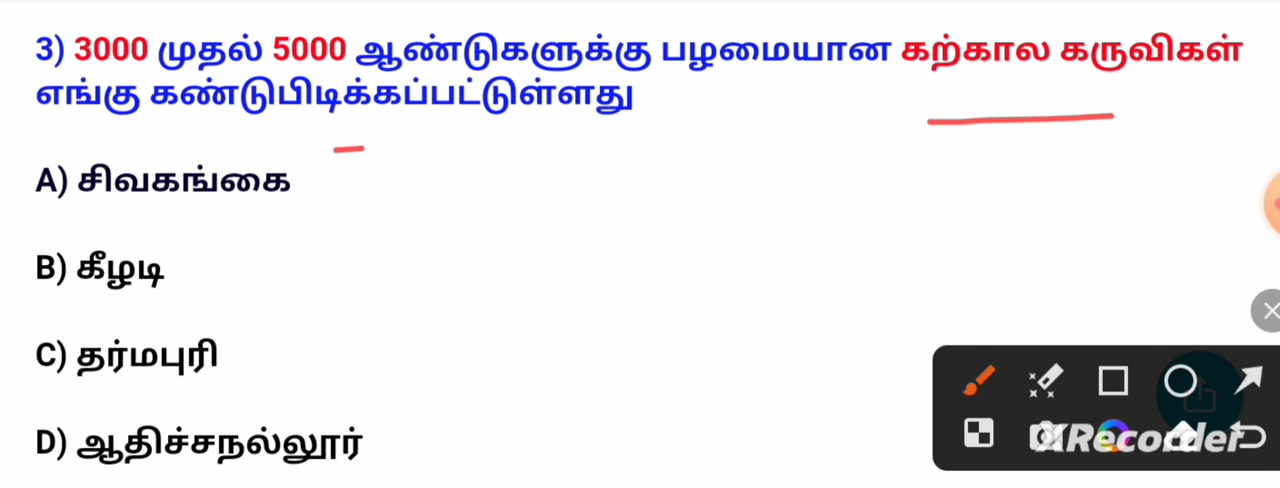 3) 3000 முதல் 5000 ஆண்டுகளுக்கு பழமையான கற்கால கருவிகள்
எங்கு கண்டுபிடிக்கப்பட்டுள்ளது
A) சிவகங்கை
B) கீழடி
C) தர்மபுரி
D) ஆதிச்சநல்லூர்
XRecorder